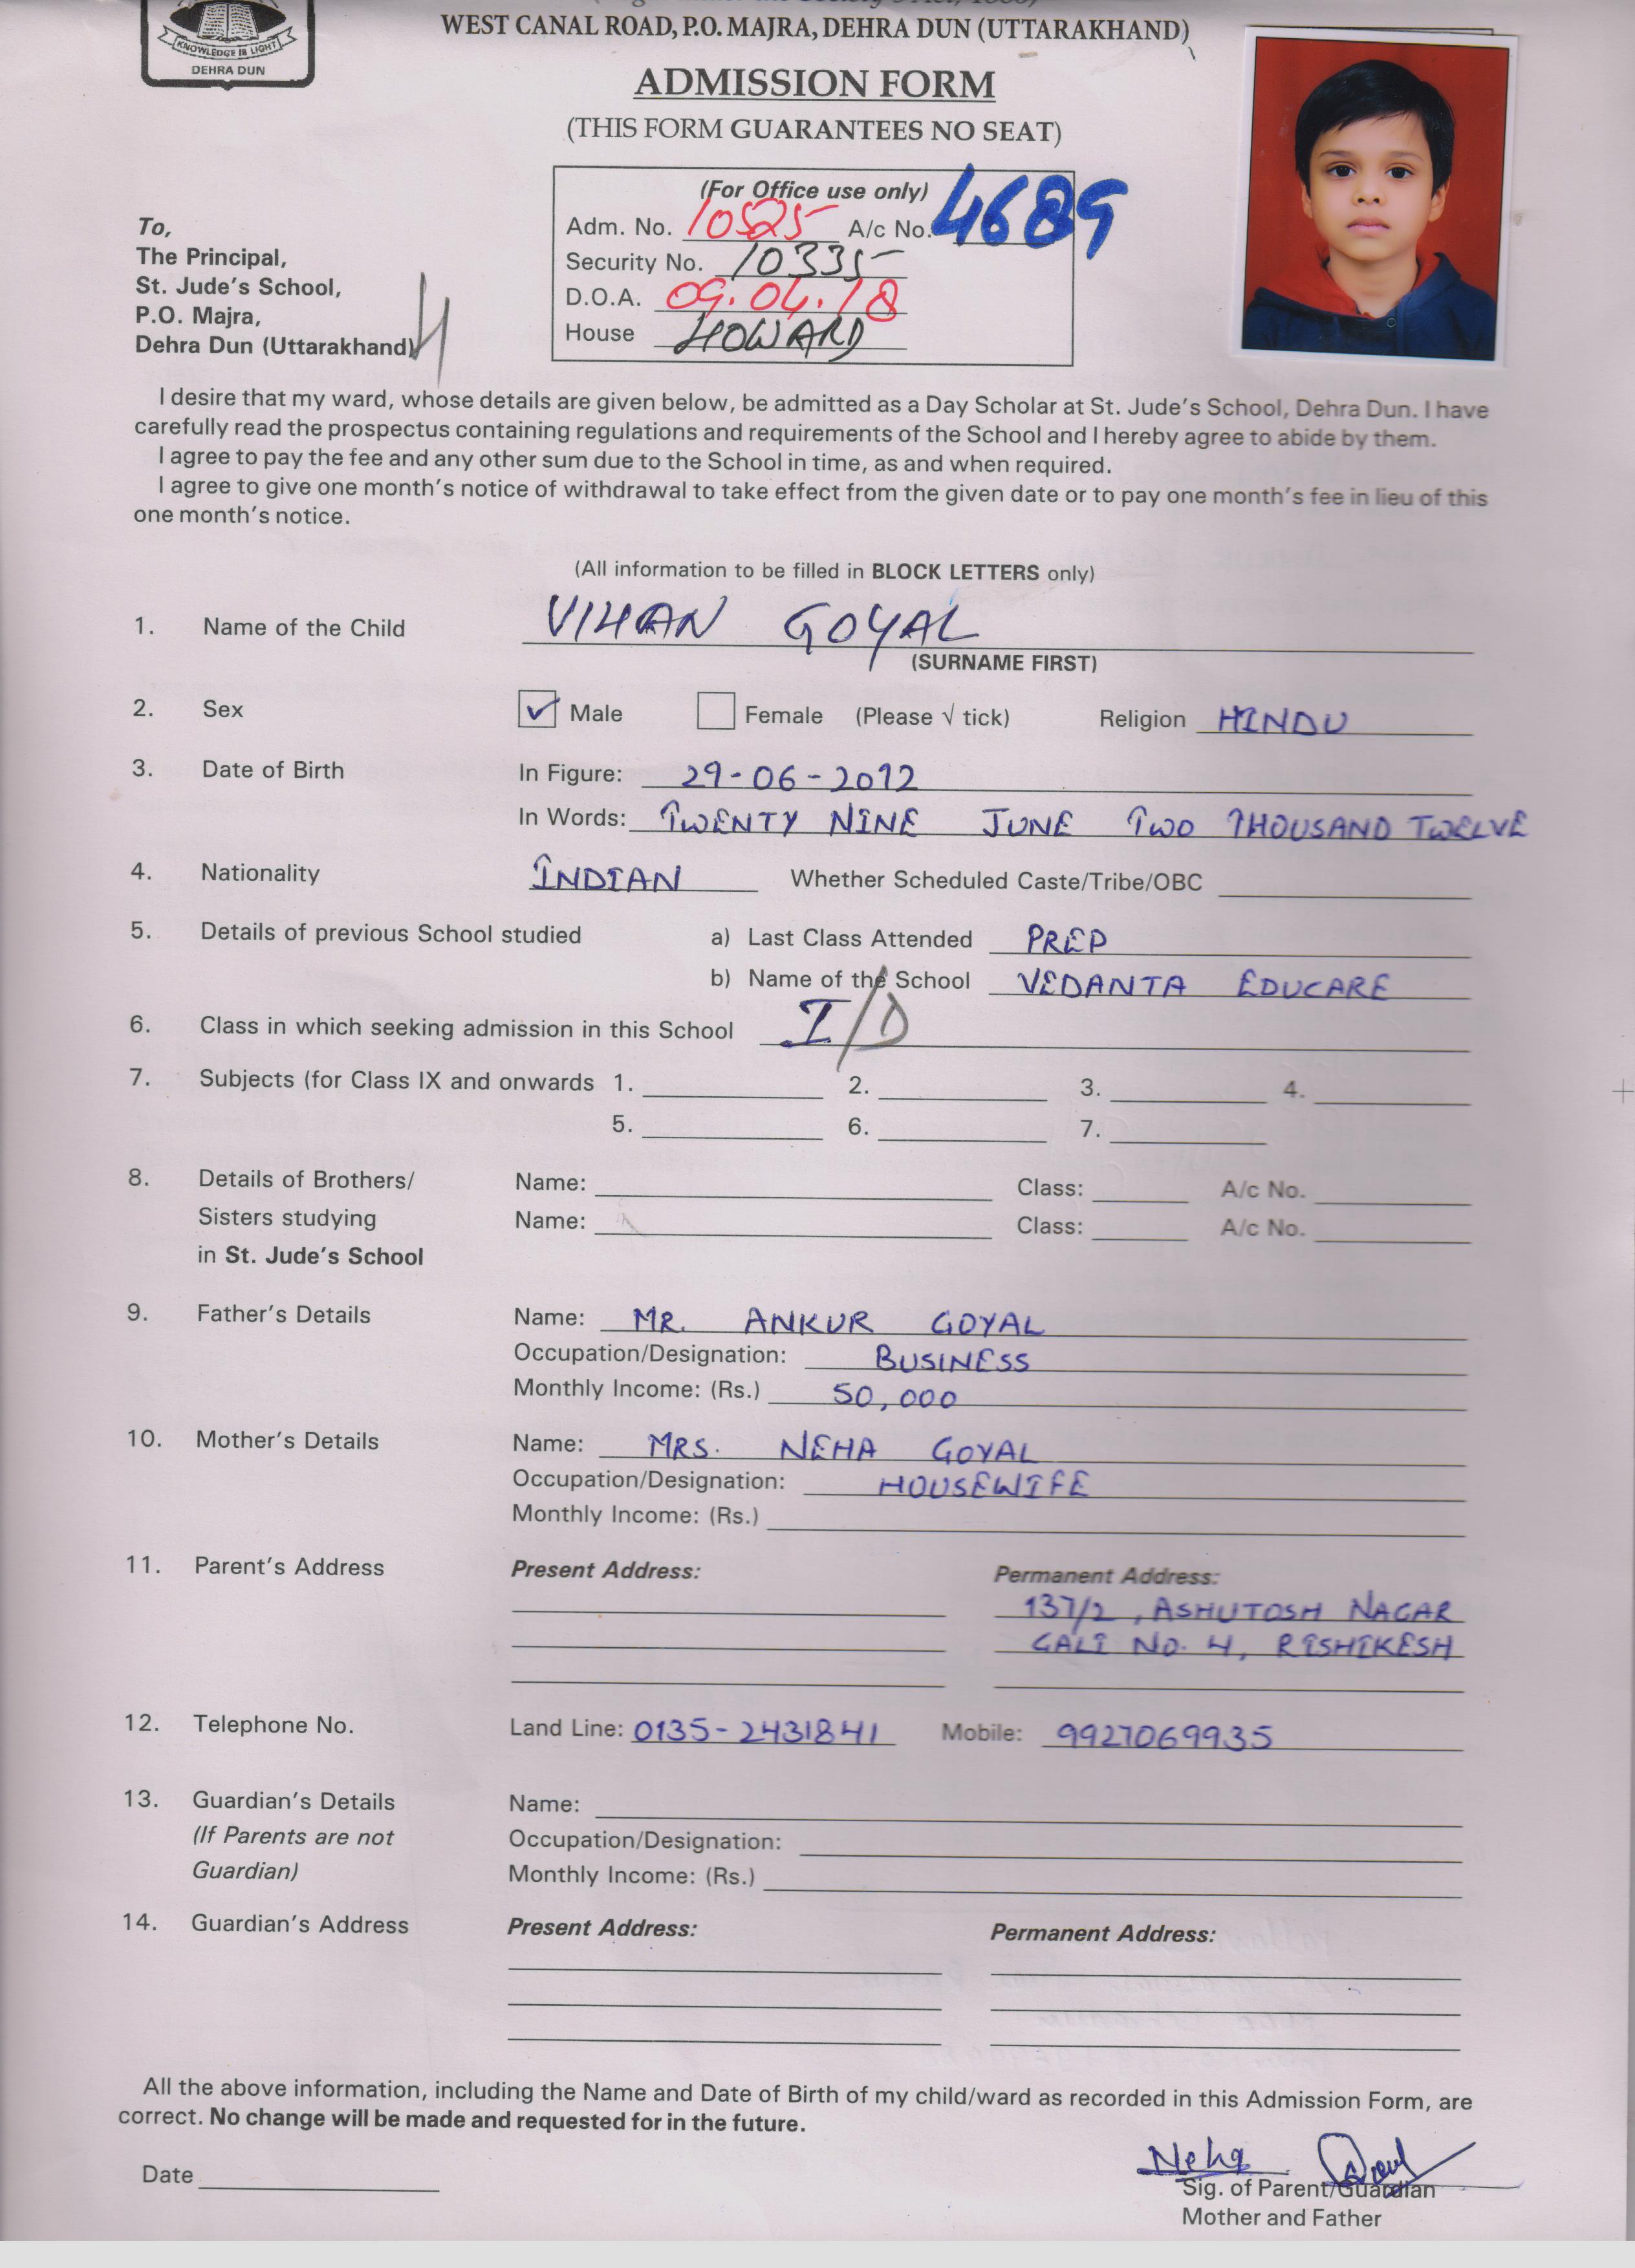 KNOWLEDGE IS LIGHT
DEHRA DUN
WEST CANAL ROAD, P.O. MAJRA, DEHRA DUN (UTTARAKHAND)
ADMISSION FORM
(THIS FORM GUARANTEES NO SEAT)
(For Office use only)
Adm. No. 10525 A/c No. 4689
Security No. 10335
D.O.A. 09.04.18
House HOWARD
To,
The Principal,
St. Jude's School,
P.O. Majra,
Dehra Dun (Uttarakhand)
I desire that my ward, whose details are given below, be admitted as a Day Scholar at St. Jude's School, Dehra Dun. I have
carefully read the prospectus containing regulations and requirements of the School and I hereby agree to abide by them.
I agree to pay the fee and any other sum due to the School in time, as and when required.
I agree to give one month's notice of withdrawal to take effect from the given date or to pay one month's fee in lieu of this
one month's notice.
(All information to be filled in BLOCK LETTERS only)
1. Name of the Child VIHAN GOYAL
(SURNAME FIRST)
2. Sex Male Female (Please √ tick) Religion HINDU
3. Date of Birth In Figure: 29-06-2012
In Words: TWENTY NINE JUNE TWO THOUSAND TWELVE
4. Nationality INDIAN Whether Scheduled Caste/Tribe/OBC
5. Details of previous School studied a) Last Class Attended PREP
b) Name of the School VEDANTA EDUCARE
6. Class in which seeking admission in this School I/D
7. Subjects (for Class IX and onwards 1. 2. 3. 4.
5. 6. 7.
8. Details of Brothers/ Name: Class: A/c No.
Sisters studying Name: Class: A/c No.
in St. Jude's School
9. Father's Details Name: MR. ANKUR GOYAL
Occupation/Designation: BUSINESS
Monthly Income: (Rs.) 50,000
10. Mother's Details Name: MRS. NEHA GOYAL
Occupation/Designation: HOUSEWIFE
Monthly Income: (Rs.)
11. Parent's Address Present Address: Permanent Address:
137/2, ASHUTOSH NAGAR
GALI NO. 4, RISHIKESH
12. Telephone No. Land Line: 0135-2431841 Mobile: 9927069935
13. Guardian's Details Name:
(If Parents are not Occupation/Designation:
Guardian) Monthly Income: (Rs.)
14. Guardian's Address Present Address: Permanent Address:
All the above information, including the Name and Date of Birth of my child/ward as recorded in this Admission Form, are
correct. No change will be made and requested for in the future.
Neha
Date Sig. of Parent/Guardian
Mother and Father